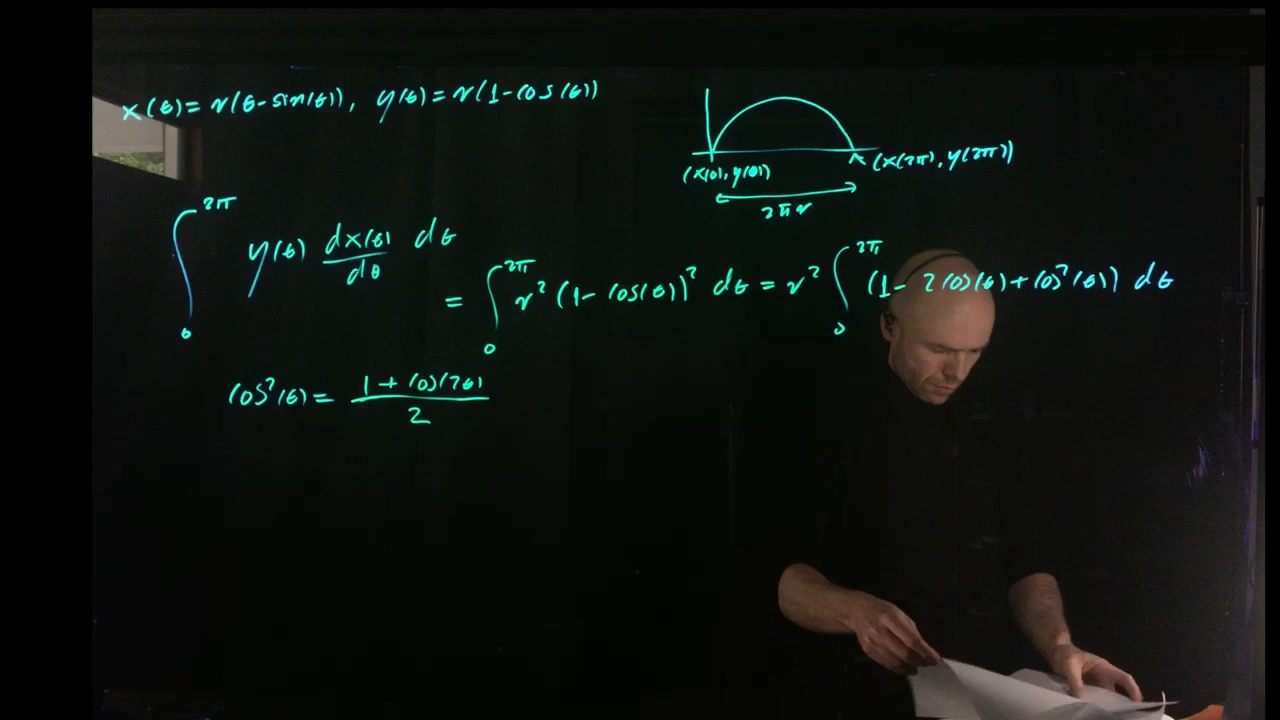 x(θ) = r(θ - sin(θ)), y(θ) = r(1 - cos(θ))
(x(0), y(0))
(x(2π), y(2π))
2πr
∫₀^{2π} y(θ) dx(θ)/dθ dθ
= ∫₀^{2π} r² (1 - cos(θ))² dθ = r² ∫₀^{2π} (1 - 2cos(θ) + cos²(θ)) dθ
cos²(θ) = (1 + cos(2θ))/2